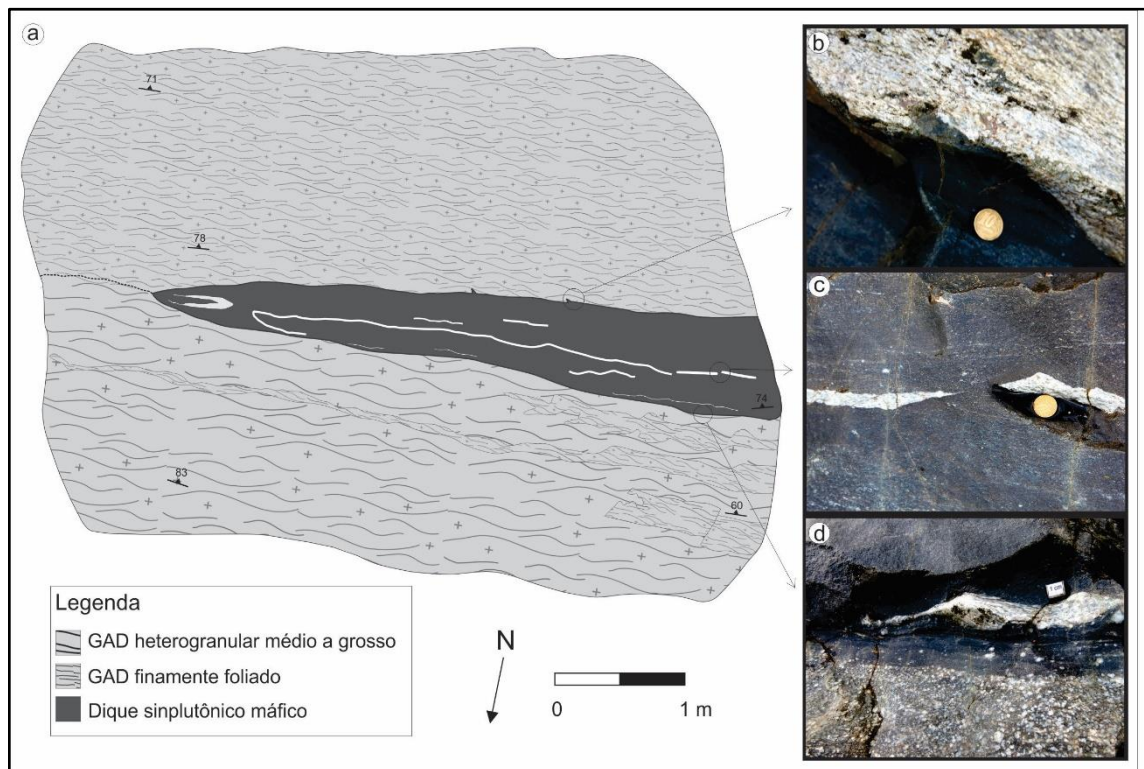 a
71
78
74
83
60
Legenda
GAD heterogranular médio a grosso
GAD finamente foliado
Dique sinplutônico máfico
N
0 1 m
b
c
d
1 cm